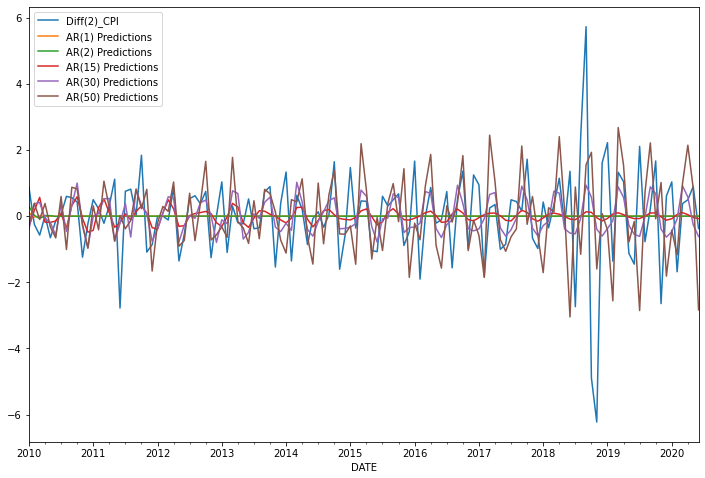 Diff(2)_CPI
AR(1) Predictions
AR(2) Predictions
AR(15) Predictions
AR(30) Predictions
AR(50) Predictions
6
4
2
0
−2
−4
−6
2010 2011 2012 2013 2014 2015 2016 2017 2018 2019 2020
DATE